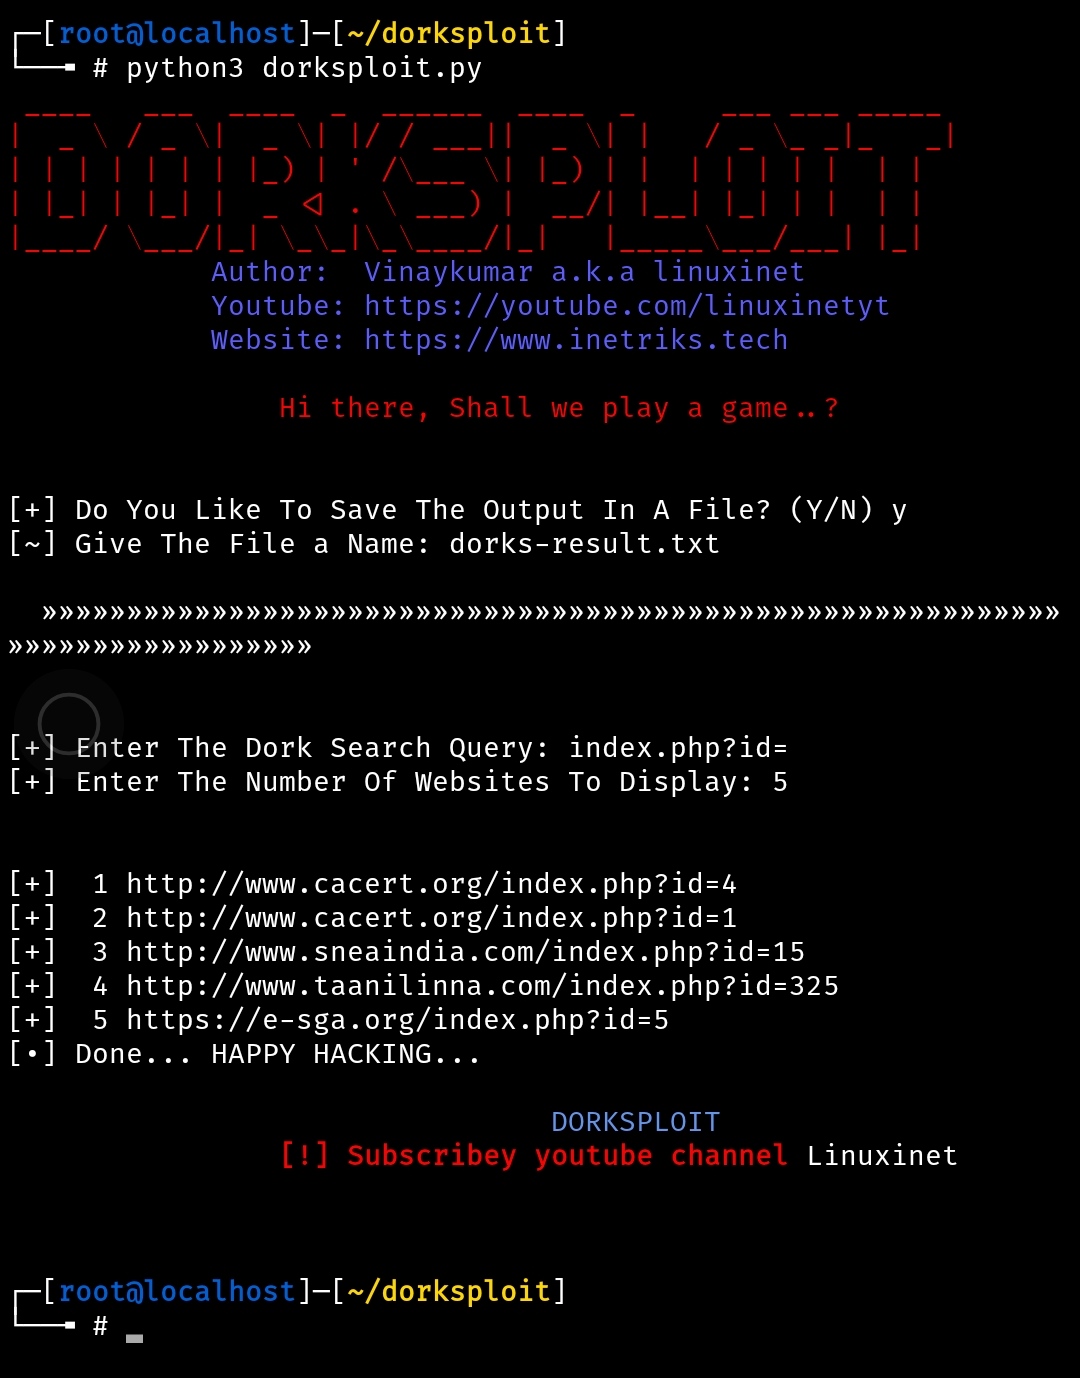 ┌─[root@localhost]─[~/dorksploit]
└──╼ # python3 dorksploit.py
DORKSPLOIT
Author:  Vinaykumar a.k.a linuxinet
Youtube: https://youtube.com/linuxinetyt
Website: https://www.inetriks.tech
Hi there, Shall we play a game..?
[+] Do You Like To Save The Output In A File? (Y/N) y
[~] Give The File a Name: dorks-result.txt
»»»»»»»»»»»»»»»»»»»»»»»»»»»»»»»»»»»»»»»»»»»»»»»»»»»»»»»»»»»»
»»»»»»»»»»»»»»»»»»
[+] Enter The Dork Search Query: index.php?id=
[+] Enter The Number Of Websites To Display: 5
[+]  1 http://www.cacert.org/index.php?id=4
[+]  2 http://www.cacert.org/index.php?id=1
[+]  3 http://www.sneaindia.com/index.php?id=15
[+]  4 http://www.taanilinna.com/index.php?id=325
[+]  5 https://e-sga.org/index.php?id=5
[•] Done... HAPPY HACKING...
DORKSPLOIT
[!] Subscribey youtube channel Linuxinet
┌─[root@localhost]─[~/dorksploit]
└──╼ #